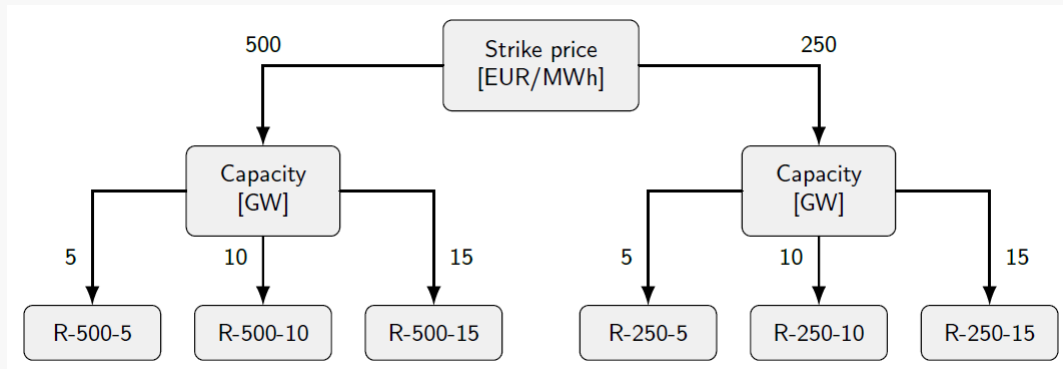 500
Strike price
[EUR/MWh]
250
Capacity
[GW]
Capacity
[GW]
5
10
15
5
10
15
R-500-5
R-500-10
R-500-15
R-250-5
R-250-10
R-250-15